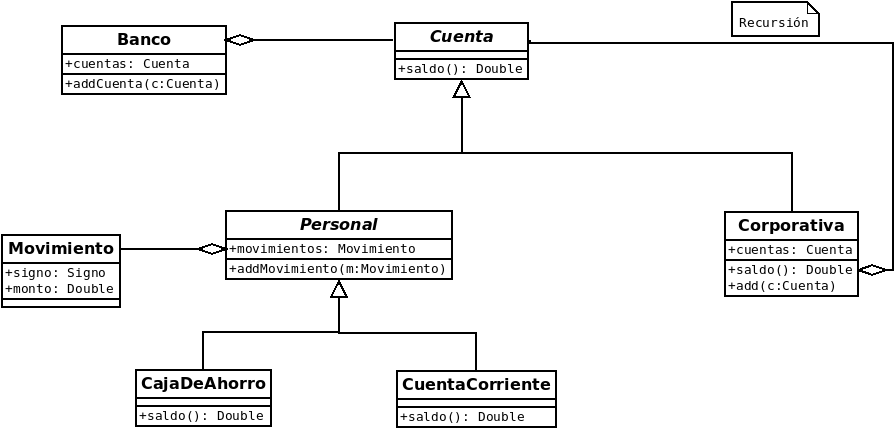 Recursión
Banco
+cuentas: Cuenta
+addCuenta(c:Cuenta)
Cuenta
+saldo(): Double
Personal
+movimientos: Movimiento
+addMovimiento(m:Movimiento)
Corporativa
+cuentas: Cuenta
+saldo(): Double
+add(c:Cuenta)
Movimiento
+signo: Signo
+monto: Double
CajaDeAhorro
+saldo(): Double
CuentaCorriente
+saldo(): Double